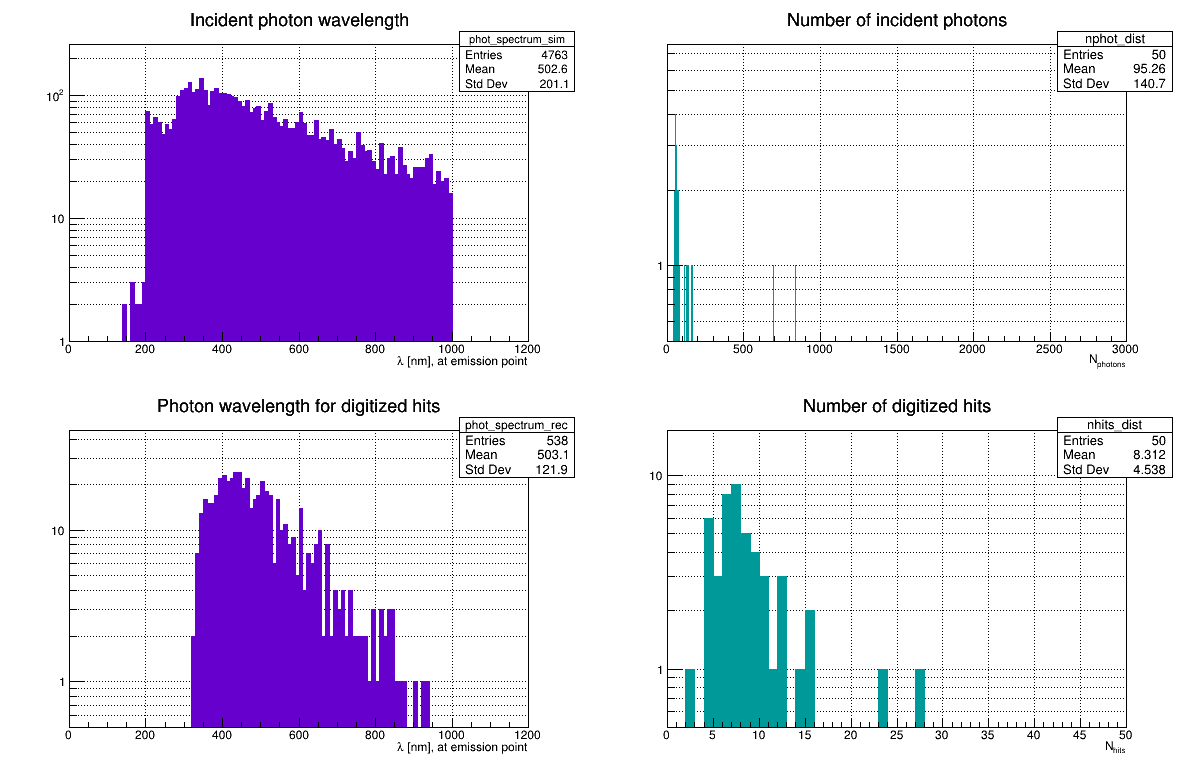 Incident photon wavelength
phot_spectrum_sim
Entries 4763
Mean 502.6
Std Dev 201.1
10²
10
1
0 200 400 600 800 1000 1200
λ [nm], at emission point
Number of incident photons
nphot_dist
Entries 50
Mean 95.26
Std Dev 140.7
1
0 500 1000 1500 2000 2500 3000
Nphotons
Photon wavelength for digitized hits
phot_spectrum_rec
Entries 538
Mean 503.1
Std Dev 121.9
10
1
0 200 400 600 800 1000 1200
λ [nm], at emission point
Number of digitized hits
nhits_dist
Entries 50
Mean 8.312
Std Dev 4.538
10
1
0 5 10 15 20 25 30 35 40 45 50
Nhits